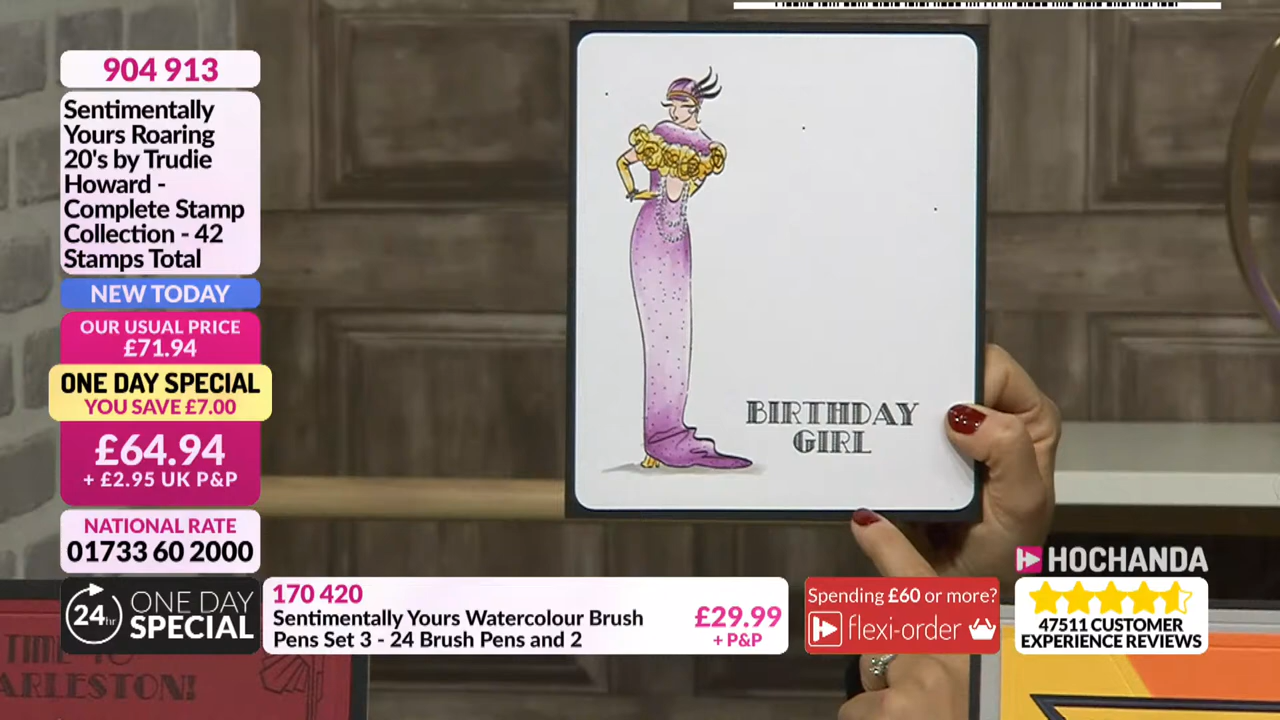 904 913
Sentimentally
Yours Roaring
20's by Trudie
Howard -
Complete Stamp
Collection - 42
Stamps Total
NEW TODAY
OUR USUAL PRICE
£71.94
ONE DAY SPECIAL
YOU SAVE £7.00
£64.94
+ £2.95 UK P&P
NATIONAL RATE
01733 60 2000
BIRTHDAY
GIRL
24hr
ONE DAY
SPECIAL
170 420
Sentimentally Yours Watercolour Brush
Pens Set 3 - 24 Brush Pens and 2
£29.99
+ P&P
Spending £60 or more?
flexi-order
HOCHANDA
47511 CUSTOMER
EXPERIENCE REVIEWS
TIME TO
ARLESTON!